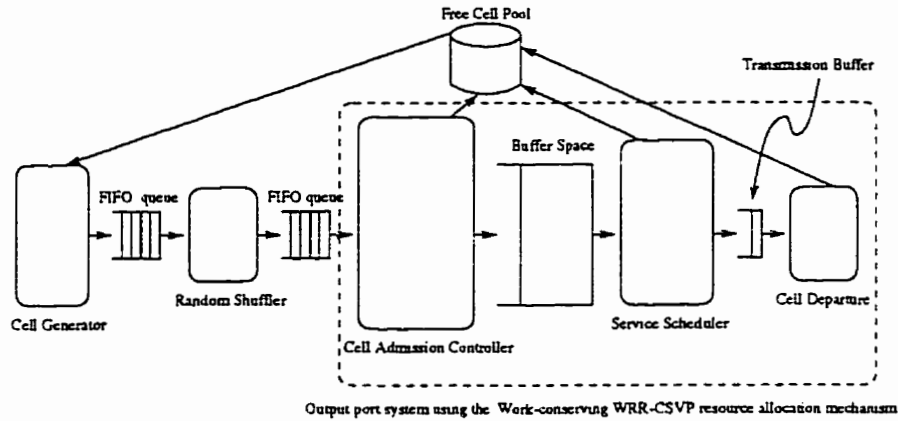 Free Cell Pool
Transmission Buffer
Buffer Space
FIFO queue
FIFO queue
Random Shuffler
Cell Generator
Cell Admission Controller
Service Scheduler
Cell Departure
Output port system using the Work-conserving WRR-CSVP resource allocation mechanism